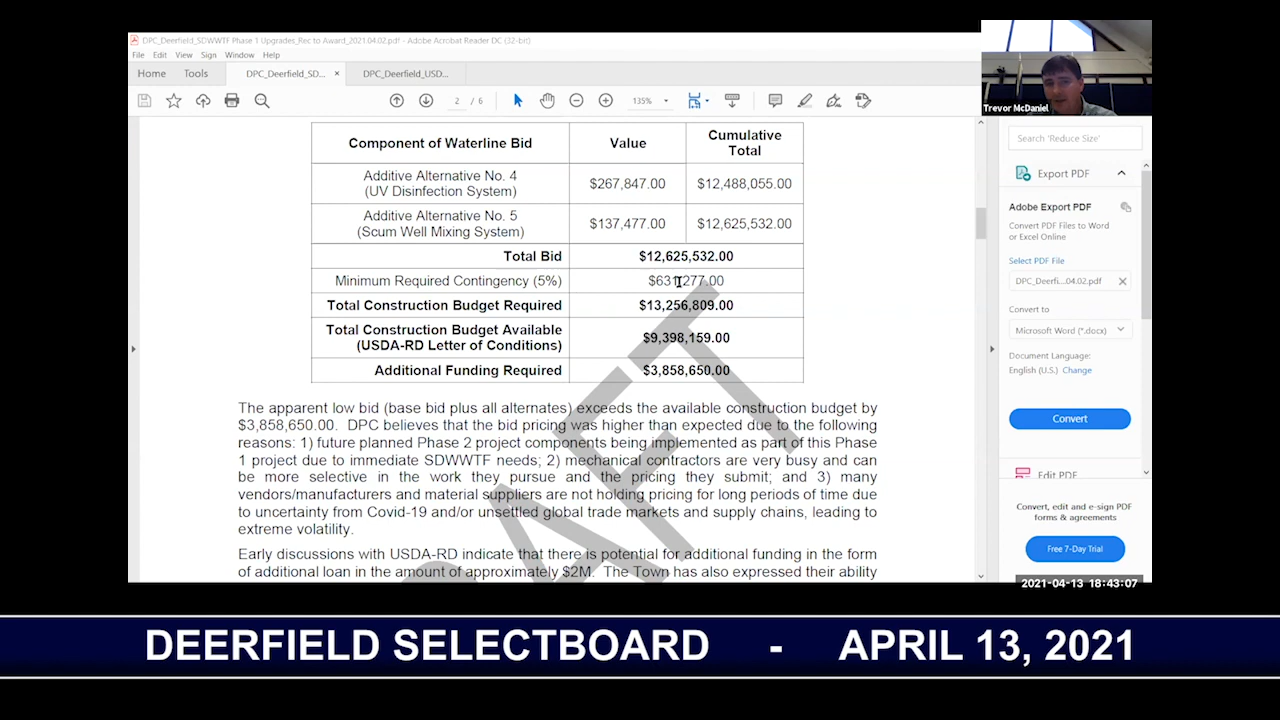 DPC_Deerfield_SDWWTF Phase 1 Upgrades_Rec to Award_2021.04.02.pdf - Adobe Acrobat Reader DC (32-bit)
File Edit View Sign Window Help
Home Tools DPC_Deerfield_SD... × DPC_Deerfield_USD...
2 / 6 135%
Trevor McDaniel
Component of Waterline Bid Value Cumulative Total
Additive Alternative No. 4 (UV Disinfection System) $267,847.00 $12,488,055.00
Additive Alternative No. 5 (Scum Well Mixing System) $137,477.00 $12,625,532.00
Total Bid $12,625,532.00
Minimum Required Contingency (5%) $631,277.00
Total Construction Budget Required $13,256,809.00
Total Construction Budget Available (USDA-RD Letter of Conditions) $9,398,159.00
Additional Funding Required $3,858,650.00
The apparent low bid (base bid plus all alternates) exceeds the available construction budget by
$3,858,650.00. DPC believes that the bid pricing was higher than expected due to the following
reasons: 1) future planned Phase 2 project components being implemented as part of this Phase
1 project due to immediate SDWWTF needs; 2) mechanical contractors are very busy and can
be more selective in the work they pursue and the pricing they submit; and 3) many
vendors/manufacturers and material suppliers are not holding pricing for long periods of time due
to uncertainty from Covid-19 and/or unsettled global trade markets and supply chains, leading to
extreme volatility.
Early discussions with USDA-RD indicate that there is potential for additional funding in the form
of additional loan in the amount of approximately $2M. The Town has also expressed their ability
DRAFT
Search 'Reduce Size'
Export PDF
Adobe Export PDF
Convert PDF Files to Word
or Excel Online
Select PDF File
DPC_Deerfi....04.02.pdf
Convert to
Microsoft Word (*.docx)
Document Language:
English (U.S.) Change
Convert
Edit PDF
Convert, edit and e-sign PDF
forms & agreements
Free 7-Day Trial
2021-04-13 18:43:07
DEERFIELD SELECTBOARD - APRIL 13, 2021